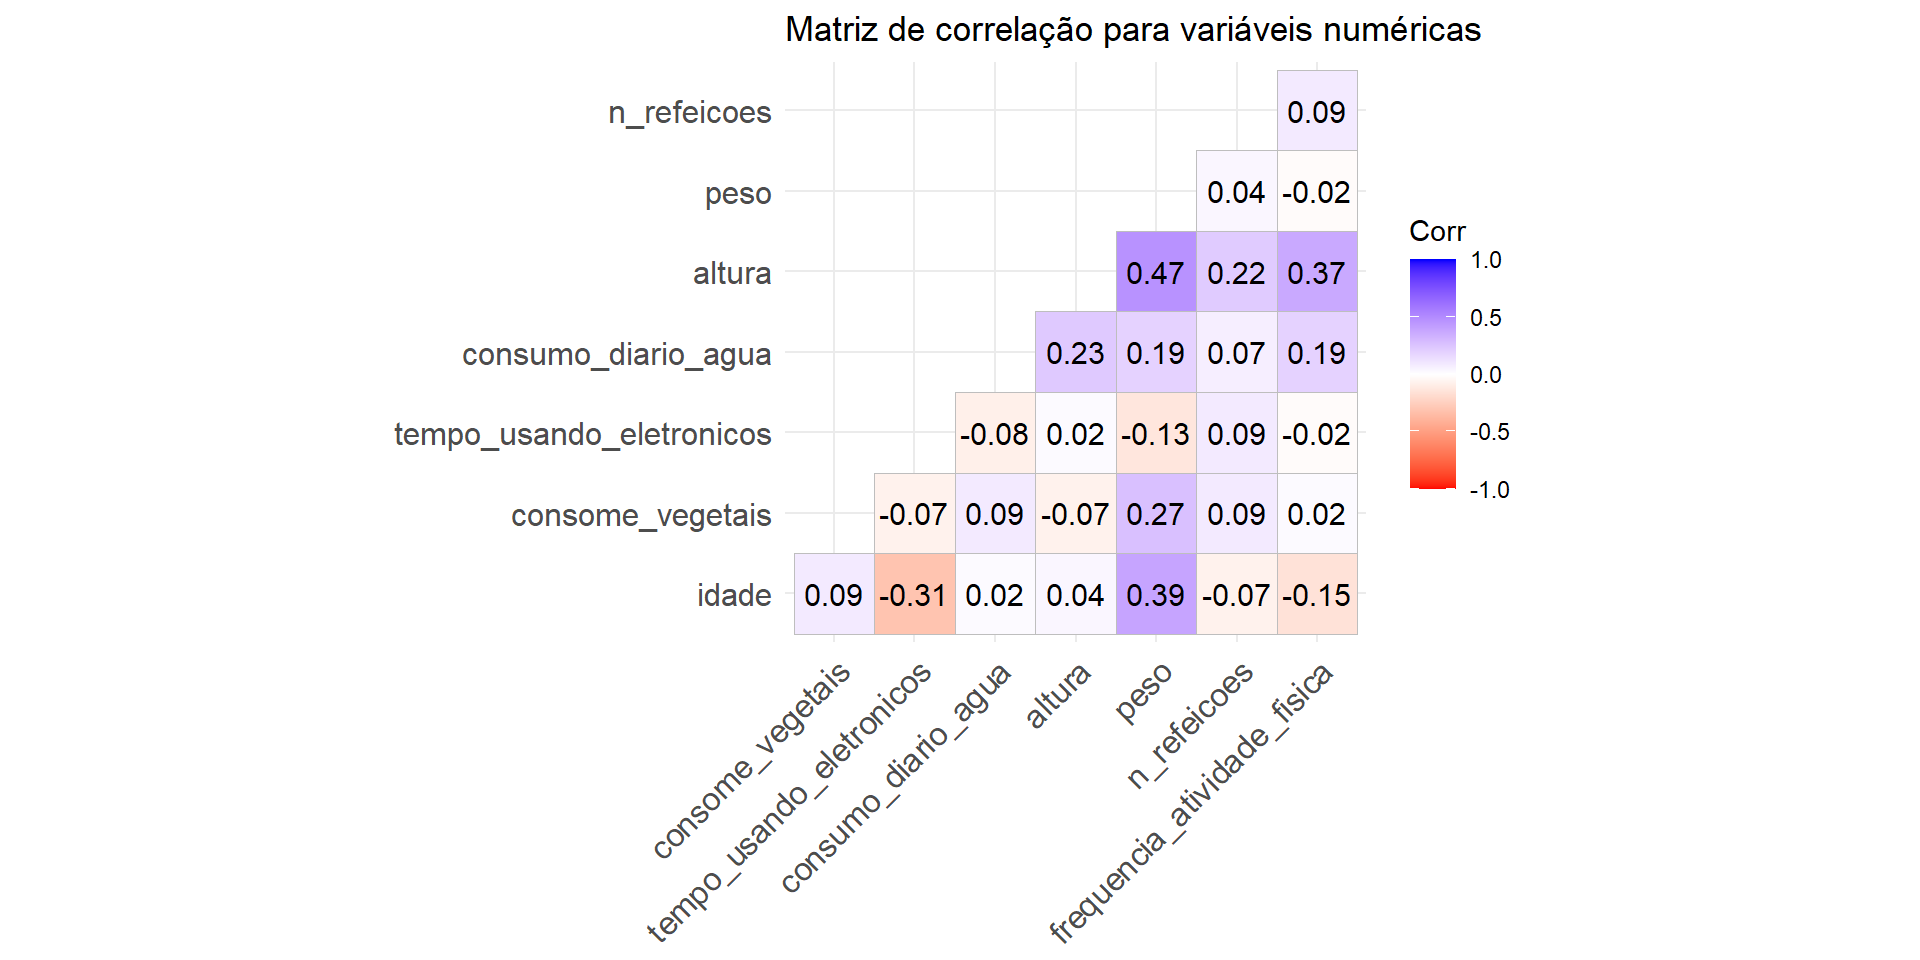 Matriz de correlação para variáveis numéricas
n_refeicoes 0.09
peso 0.04 -0.02
altura 0.47 0.22 0.37
consumo_diario_agua 0.23 0.19 0.07 0.19
tempo_usando_eletronicos -0.08 0.02 -0.13 0.09 -0.02
consome_vegetais -0.07 0.09 -0.07 0.27 0.09 0.02
idade 0.09 -0.31 0.02 0.04 0.39 -0.07 -0.15
consome_vegetais
tempo_usando_eletronicos
consumo_diario_agua
altura
peso
n_refeicoes
frequencia_atividade_fisica
Corr
1.0
0.5
0.0
-0.5
-1.0